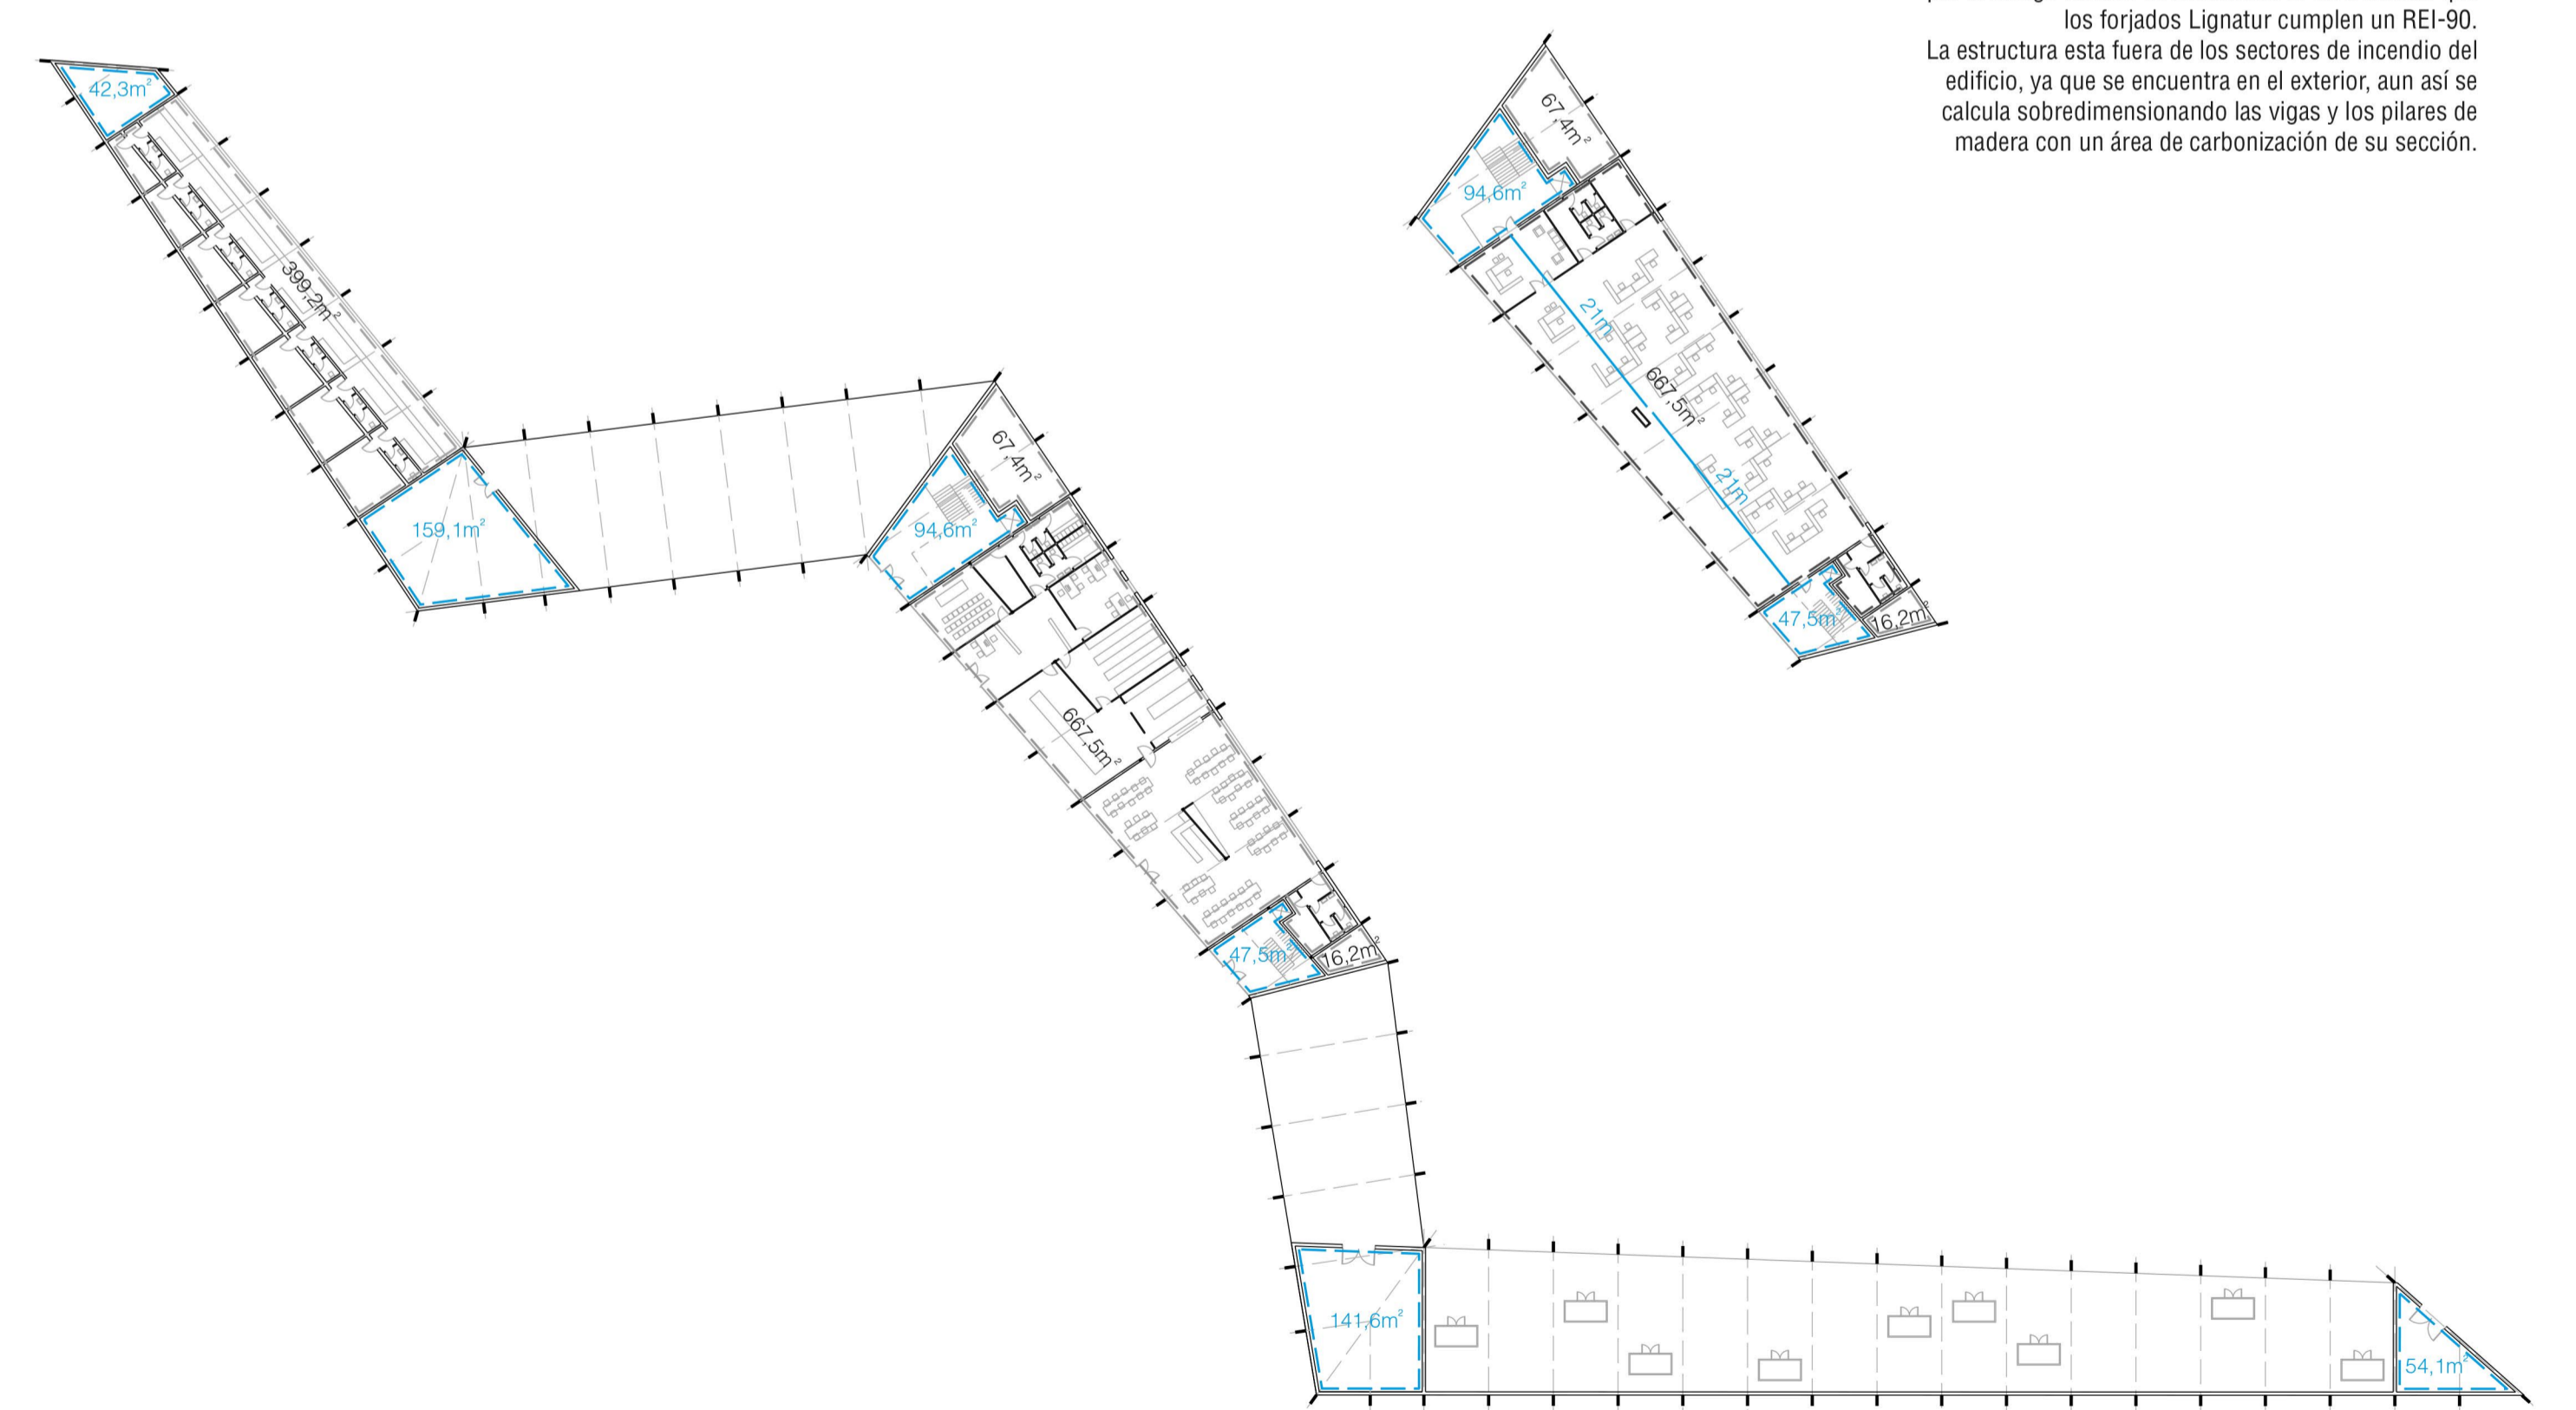 los forjados Lignatur cumplen un REI-90.
La estructura esta fuera de los sectores de incendio del
edificio, ya que se encuentra en el exterior, aun así se
calcula sobredimensionando las vigas y los pilares de
madera con un área de carbonización de su sección.
42,3m²
399,2m²
159,1m²
67,4m²
94,6m²
667,5m²
47,5m²
16,2m²
141,6m²
54,1m²
67,4m²
94,6m²
21m
667,5m²
21m
47,5m²
16,2m²